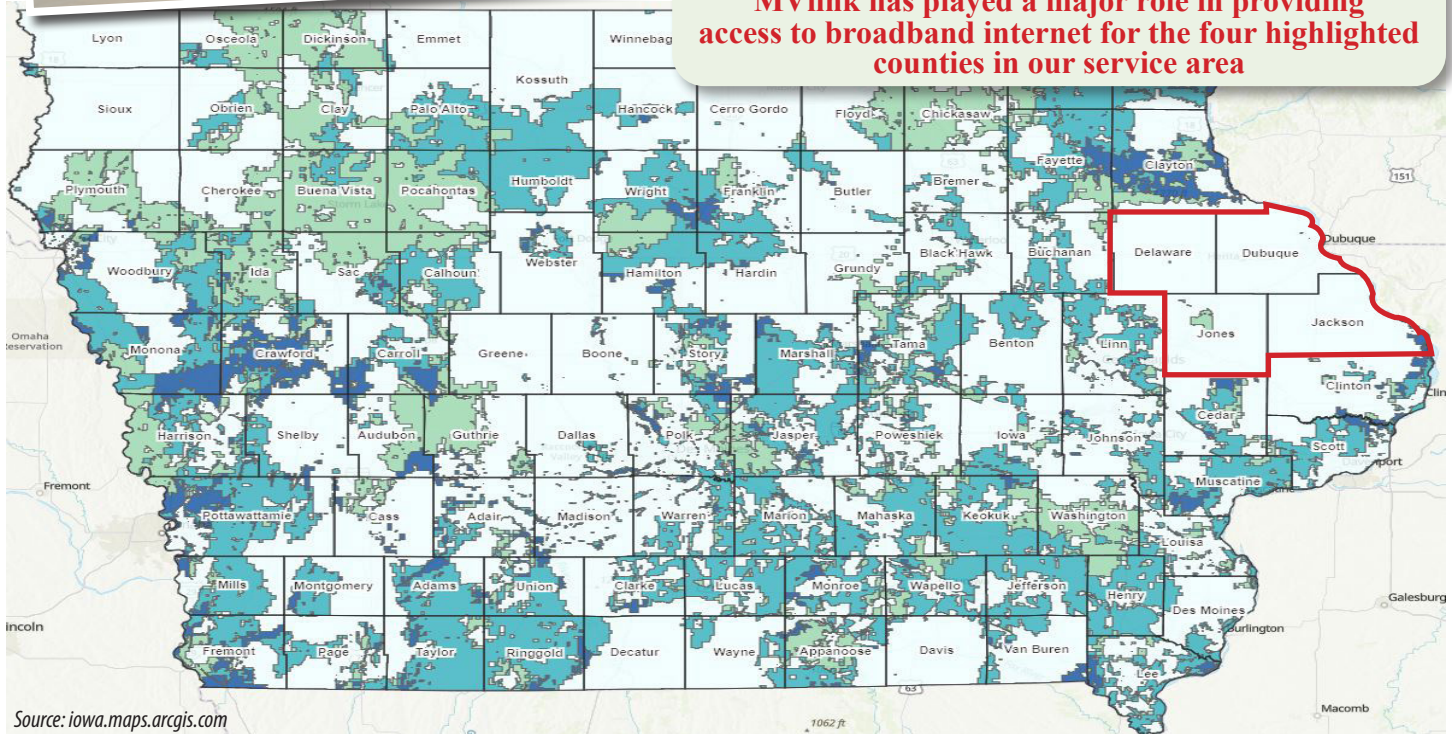 MVlink has played a major role in providing
access to broadband internet for the four highlighted
counties in our service area
Lyon
Osceola
Dickinson
Emmet
Winnebag
Kossuth
Sioux
Obrien
Clay
Palo Alto
Hancock
Cerro Gordo
Floyd
Chickasaw
Fayette
Clayton
151
Plymouth
Cherokee
Buena Vista
Pocahontas
Humboldt
Wright
Franklin
Butler
Bremer
Storm Lake
Woodbury
Ida
Sac
Calhoun
Webster
Hamilton
Hardin
Grundy
Black Hawk
Buchanan
Delaware
Dubuque
Dubuque
Omaha
eservation
Monona
Crawford
Carroll
Greene
Boone
Story
Marshall
Tama
Benton
Linn
Jones
Jackson
Clinton
Clin
Harrison
Shelby
Audubon
Guthrie
Dallas
Polk
Jasper
Poweshiek
Iowa
Johnson
Cedar
Scott
Muscatine
Fremont
Pottawattamie
Cass
Adair
Madison
Warren
Marion
Mahaska
Keokuk
Washington
Louisa
Mills
Montgomery
Adams
Union
Clarke
Lucas
Monroe
Wapello
Jefferson
Henry
Des Moines
Galesburg
incoln
Burlington
Fremont
Page
Taylor
Ringgold
Decatur
Wayne
Appanoose
Davis
Van Buren
Lee
63
Macomb
Source: iowa.maps.arcgis.com
1062 ft